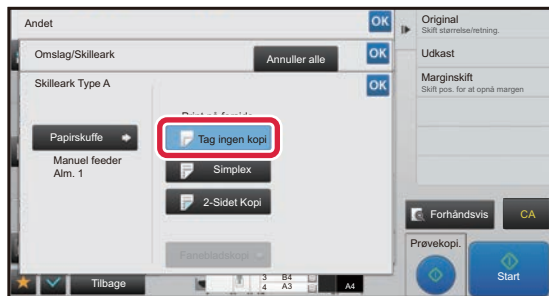 Andet
OK
Omslag/Skilleark
Annuller alle
OK
Skilleark Type A
OK
Papirskuffe
Manuel feeder
Alm. 1
Tag ingen kopi
Simplex
2-Sidet Kopi
Fanebladskopi
Tilbage
3 B4
4 A3
A4
Original
Skift størrelse/retning.
Udkast
Marginskift
Skift pos. for at opnå margen
Forhåndsvis
CA
Prøvekopi.
Start